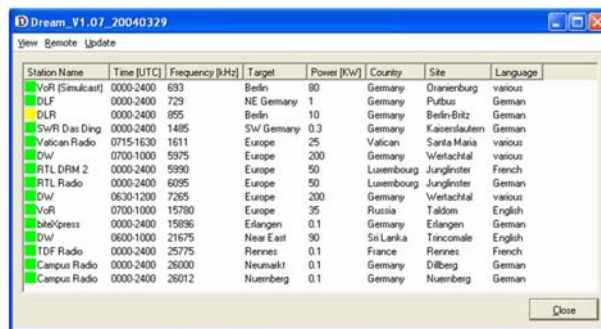 Dream_V1.07_20040329
View Remote Update
Station Name Time [UTC] Frequency [kHz] Target Power [KW] Country Site Language
VoR (Simulcast) 0000-2400 693 Berlin 80 Germany Oranienburg various
DLF 0000-2400 729 NE Germany 1 Germany Putbus German
DLR 0000-2400 855 Berlin 10 Germany Berlin-Britz German
SWR Das Ding 0000-2400 1485 SW Germany 0.3 Germany Kaiserslautern German
Vatican Radio 0715-1630 1611 Europe 25 Vatican Santa Maria various
DW 0700-1000 5975 Europe 200 Germany Wertachtal various
RTL DRM 2 0000-2400 5990 Europe 50 Luxembourg Junglinster French
RTL Radio 0000-2400 6095 Europe 50 Luxembourg Junglinster German
DW 0630-1200 7265 Europe 200 Germany Wertachtal various
VoR 0700-1000 15780 Europe 35 Russia Taldom English
biteXpress 0000-2400 15896 Erlangen 0.1 Germany Erlangen German
DW 0600-1000 21675 Near East 90 Sri Lanka Trincomale English
TDF Radio 0000-2400 25775 Rennes 0.1 France Rennes French
Campus Radio 0000-2400 26000 Neumarkt 0.1 Germany Dillberg German
Campus Radio 0000-2400 26012 Nuernberg 0.1 Germany Nuernberg German
Close